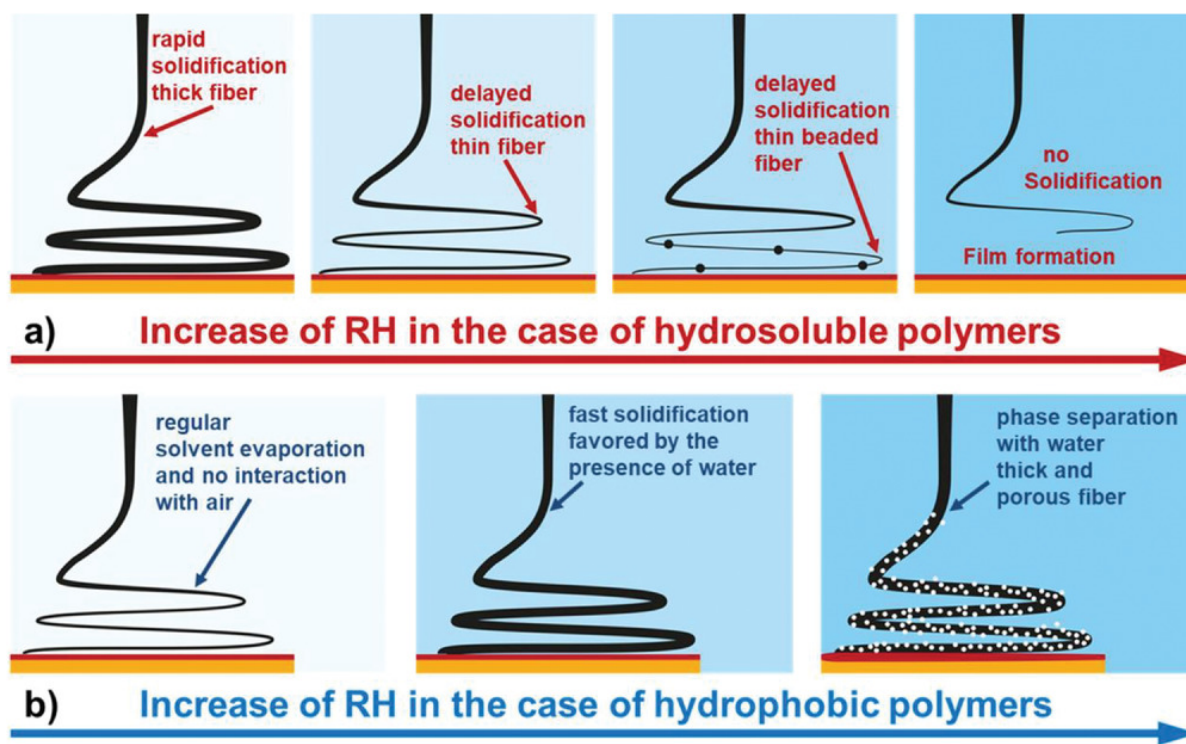 rapid
solidification
thick fiber
delayed
solidification
thin fiber
delayed
solidification
thin beaded
fiber
no
Solidification
Film formation
a) Increase of RH in the case of hydrosoluble polymers
regular
solvent evaporation
and no interaction
with air
fast solidification
favored by the
presence of water
phase separation
with water
thick and
porous fiber
b) Increase of RH in the case of hydrophobic polymers